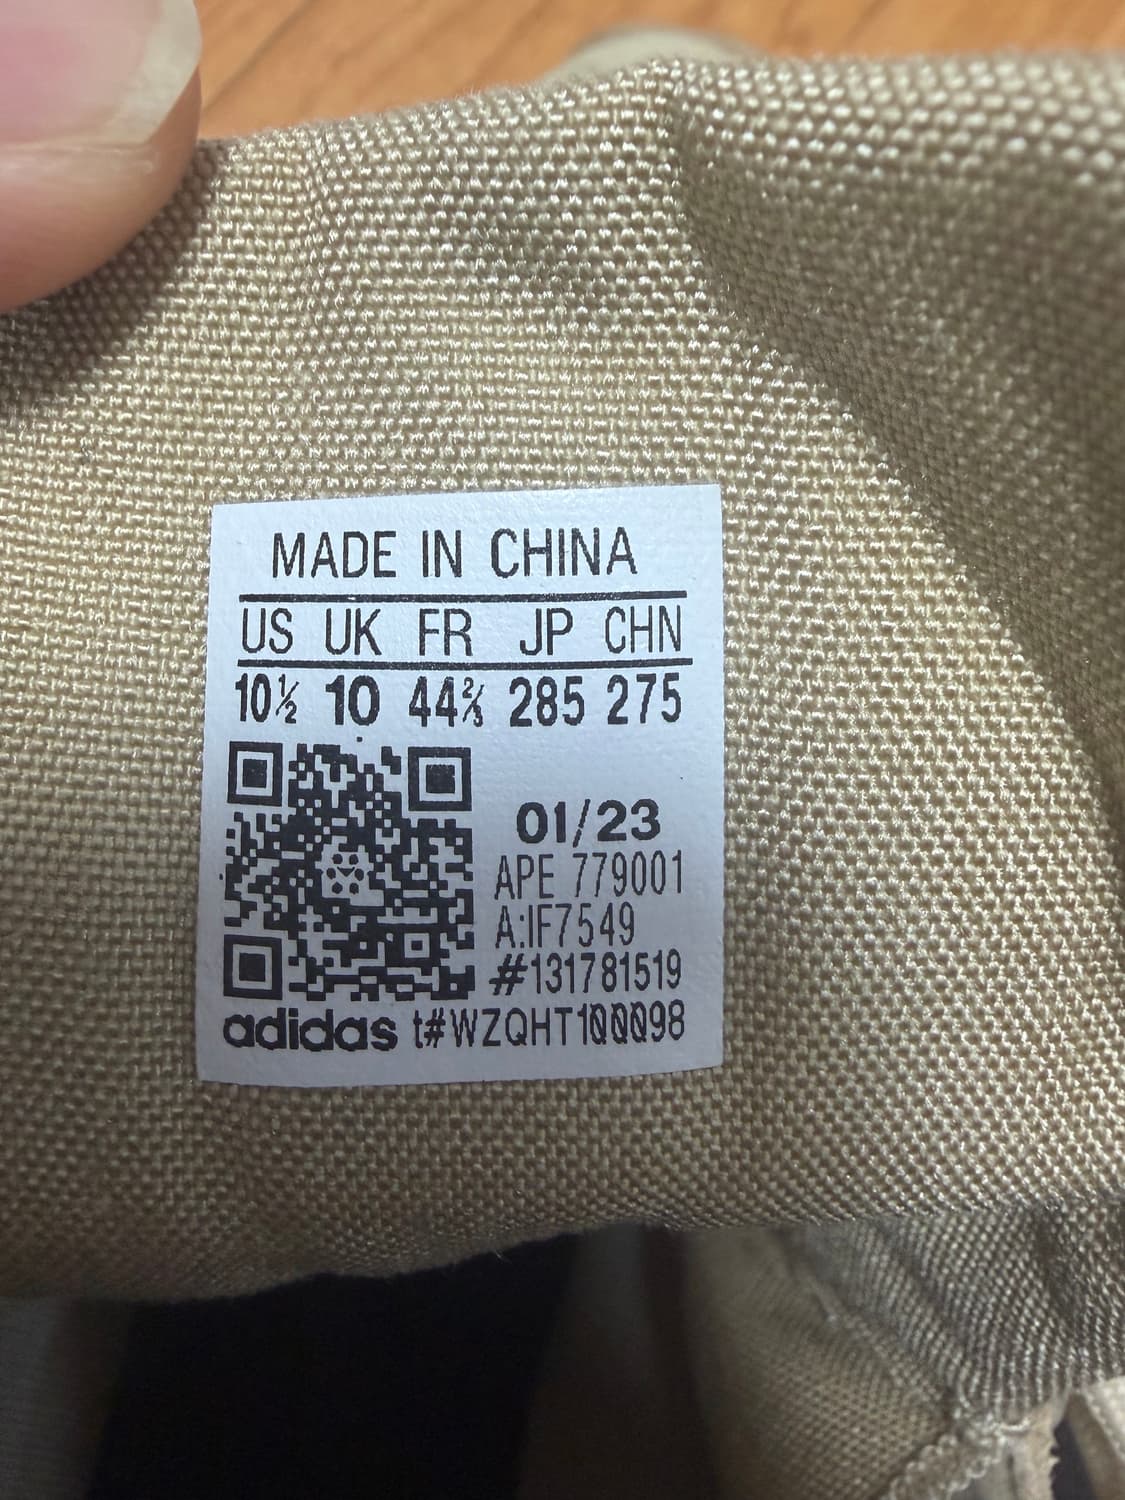 MADE IN CHINA
US UK FR JP CHN
10½ 10 44⅔ 285 275
01/23
APE 779001
A:IF7549
#131781519
adidas t#WZQHT100098